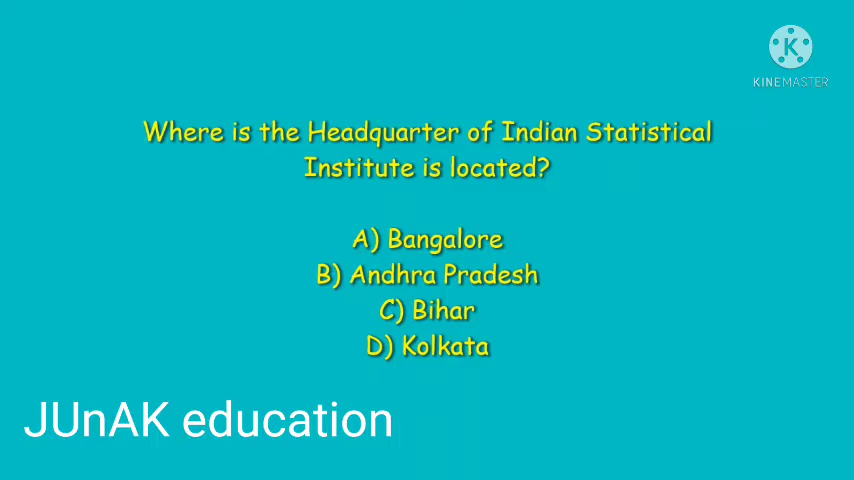 K
KINEMASTER
Where is the Headquarter of Indian Statistical
Institute is located?
A) Bangalore
B) Andhra Pradesh
C) Bihar
D) Kolkata
JUnAK education